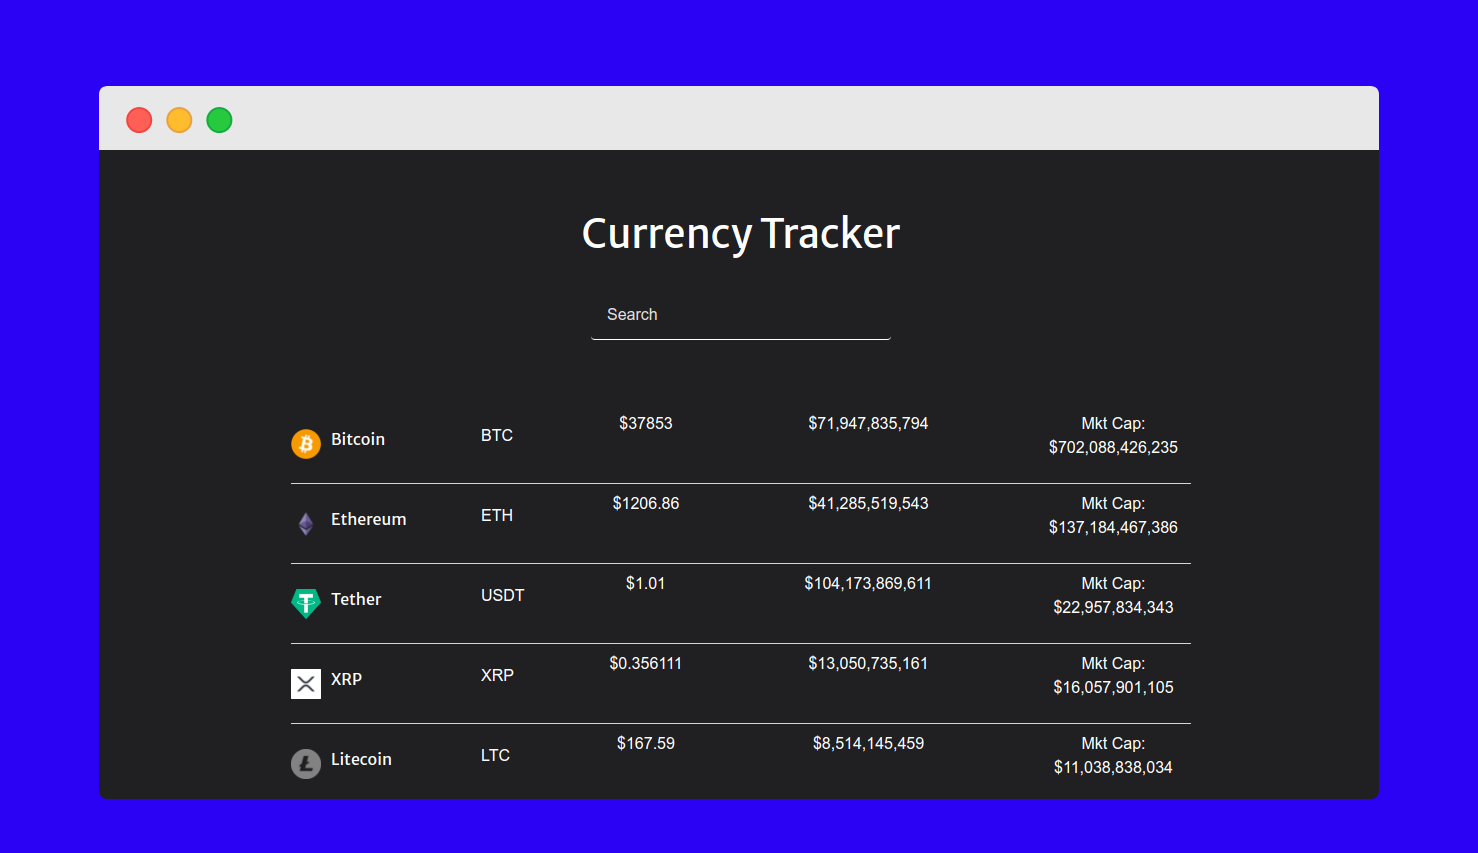 Currency Tracker
Search
Bitcoin BTC $37853 $71,947,835,794 Mkt Cap:
$702,088,426,235
Ethereum ETH $1206.86 $41,285,519,543 Mkt Cap:
$137,184,467,386
Tether USDT $1.01 $104,173,869,611 Mkt Cap:
$22,957,834,343
XRP XRP $0.356111 $13,050,735,161 Mkt Cap:
$16,057,901,105
Litecoin LTC $167.59 $8,514,145,459 Mkt Cap:
$11,038,838,034